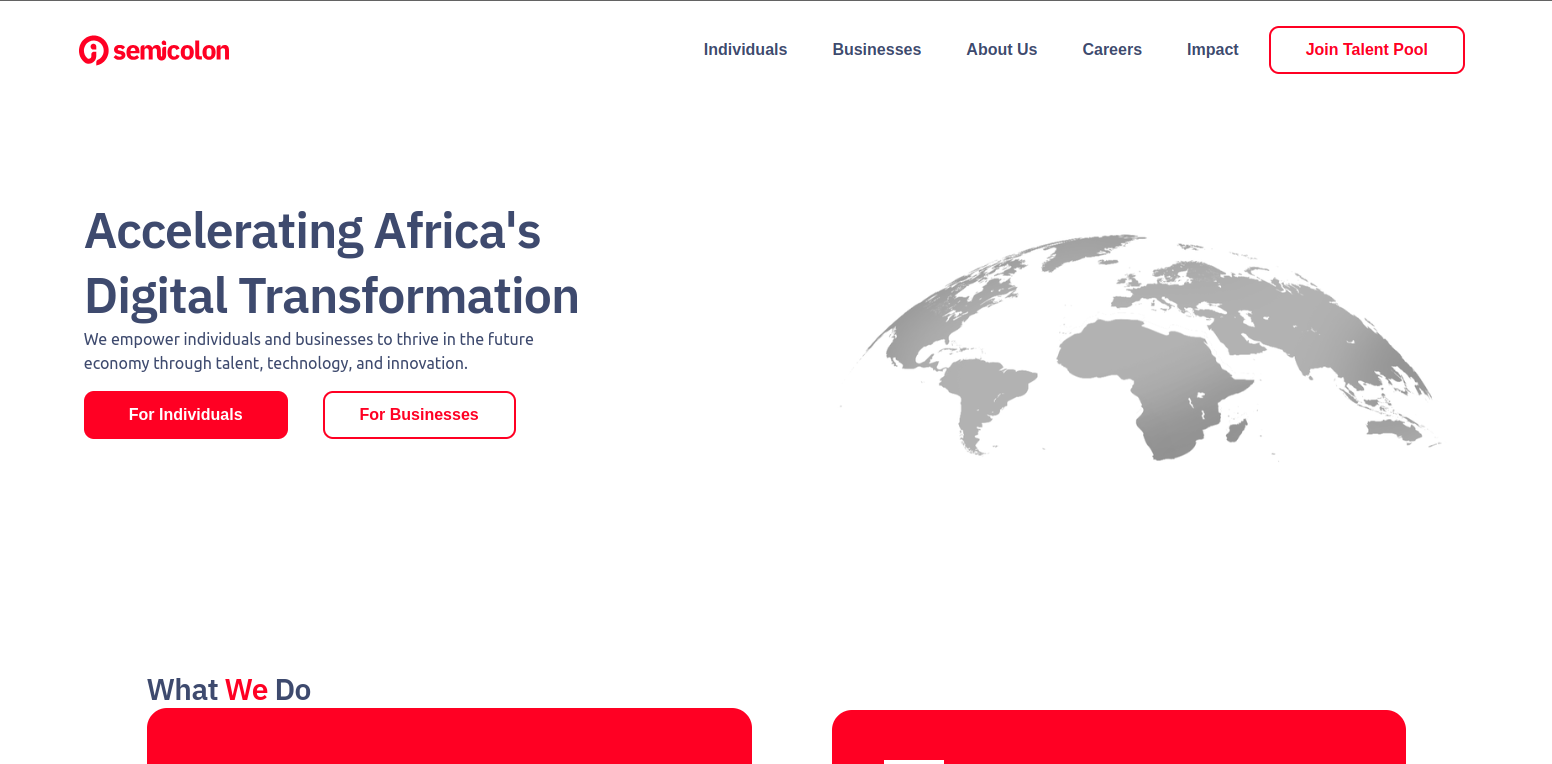 semicolon
Individuals
Businesses
About Us
Careers
Impact
Join Talent Pool
Accelerating Africa's
Digital Transformation
We empower individuals and businesses to thrive in the future
economy through talent, technology, and innovation.
For Individuals
For Businesses
What We Do